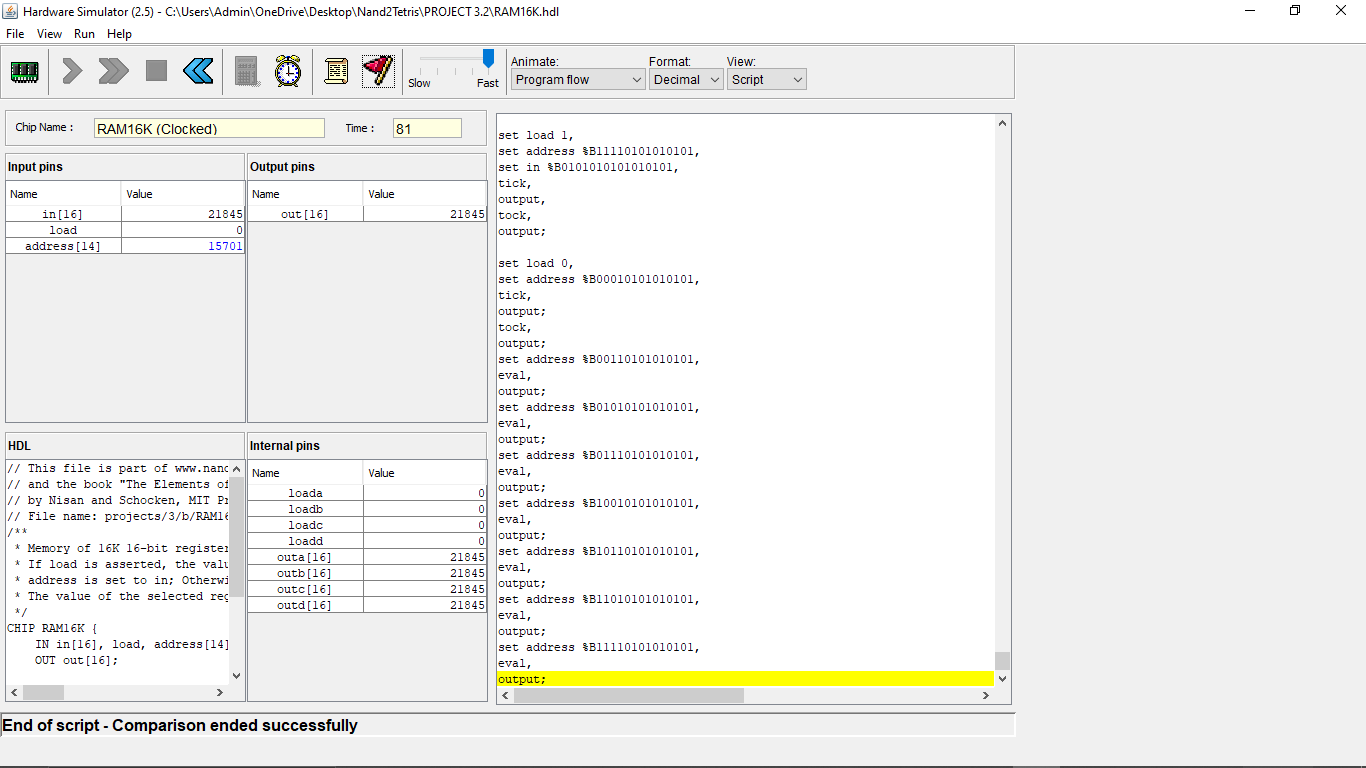 Hardware Simulator (2.5) - C:\Users\Admin\OneDrive\Desktop\Nand2Tetris\PROJECT 3.2\RAM16K.hdl
File View Run Help
Slow Fast
Animate: Format: View:
Program flow Decimal Script
Chip Name : RAM16K (Clocked) Time : 81
Input pins
Name Value
in[16] 21845
load 0
address[14] 15701
Output pins
Name Value
out[16] 21845
HDL
// This file is part of www.nand
// and the book "The Elements of
// by Nisan and Schocken, MIT Pr
// File name: projects/3/b/RAM16
/**
* Memory of 16K 16-bit register
* If load is asserted, the valu
* address is set to in; Otherwi
* The value of the selected reg
*/
CHIP RAM16K {
IN in[16], load, address[14]
OUT out[16];
Internal pins
Name Value
loada 0
loadb 0
loadc 0
loadd 0
outa[16] 21845
outb[16] 21845
outc[16] 21845
outd[16] 21845
set load 1,
set address %B11110101010101,
set in %B0101010101010101,
tick,
output,
tock,
output;
set load 0,
set address %B00010101010101,
tick,
output;
tock,
output;
set address %B00110101010101,
eval,
output;
set address %B01010101010101,
eval,
output;
set address %B01110101010101,
eval,
output;
set address %B10010101010101,
eval,
output;
set address %B10110101010101,
eval,
output;
set address %B11010101010101,
eval,
output;
set address %B11110101010101,
eval,
output;
End of script - Comparison ended successfully